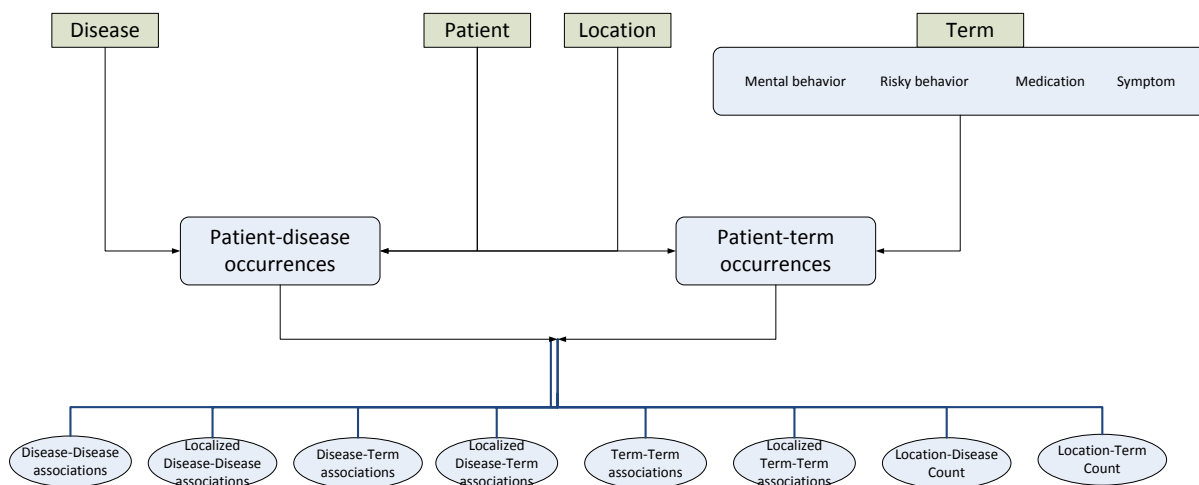 Disease
Patient
Location
Term
Mental behavior
Risky behavior
Medication
Symptom
Patient-disease
occurrences
Patient-term
occurrences
Disease-Disease
associations
Localized
Disease-Disease
associations
Disease-Term
associations
Localized
Disease-Term
associations
Term-Term
associations
Localized
Term-Term
associations
Location-Disease
Count
Location-Term
Count